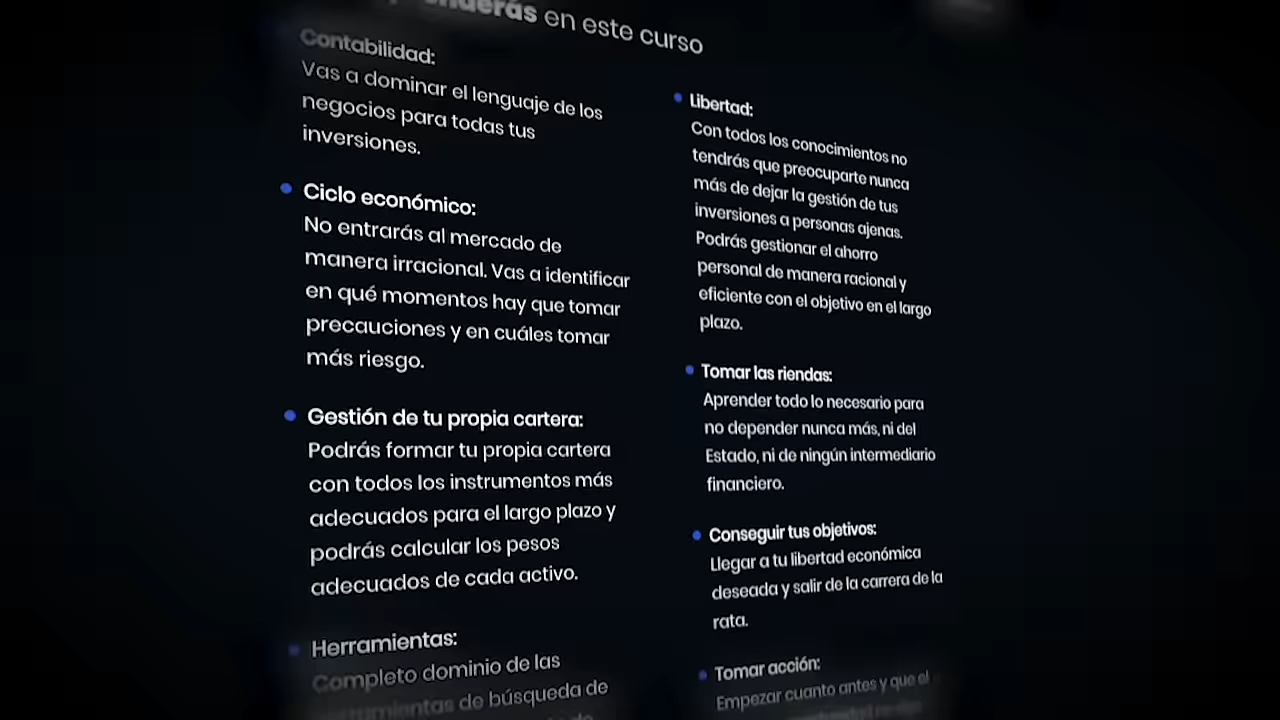 en este curso
Contabilidad:
Vas a dominar el lenguaje de los
negocios para todas tus
inversiones.
Ciclo económico:
No entrarás al mercado de
manera irracional. Vas a identificar
en qué momentos hay que tomar
precauciones y en cuáles tomar
más riesgo.
Gestión de tu propia cartera:
Podrás formar tu propia cartera
con todos los instrumentos más
adecuados para el largo plazo y
podrás calcular los pesos
adecuados de cada activo.
Herramientas:
Completo dominio de las
herramientas de búsqueda de
Libertad:
Con todos los conocimientos no
tendrás que preocuparte nunca
más de dejar la gestión de tus
inversiones a personas ajenas.
Podrás gestionar el ahorro
personal de manera racional y
eficiente con el objetivo en el largo
plazo.
Tomar las riendas:
Aprender todo lo necesario para
no depender nunca más, ni del
Estado, ni de ningún intermediario
financiero.
Conseguir tus objetivos:
Llegar a tu libertad económica
deseada y salir de la carrera de la
rata.
Tomar acción:
Empezar cuanto antes y que el